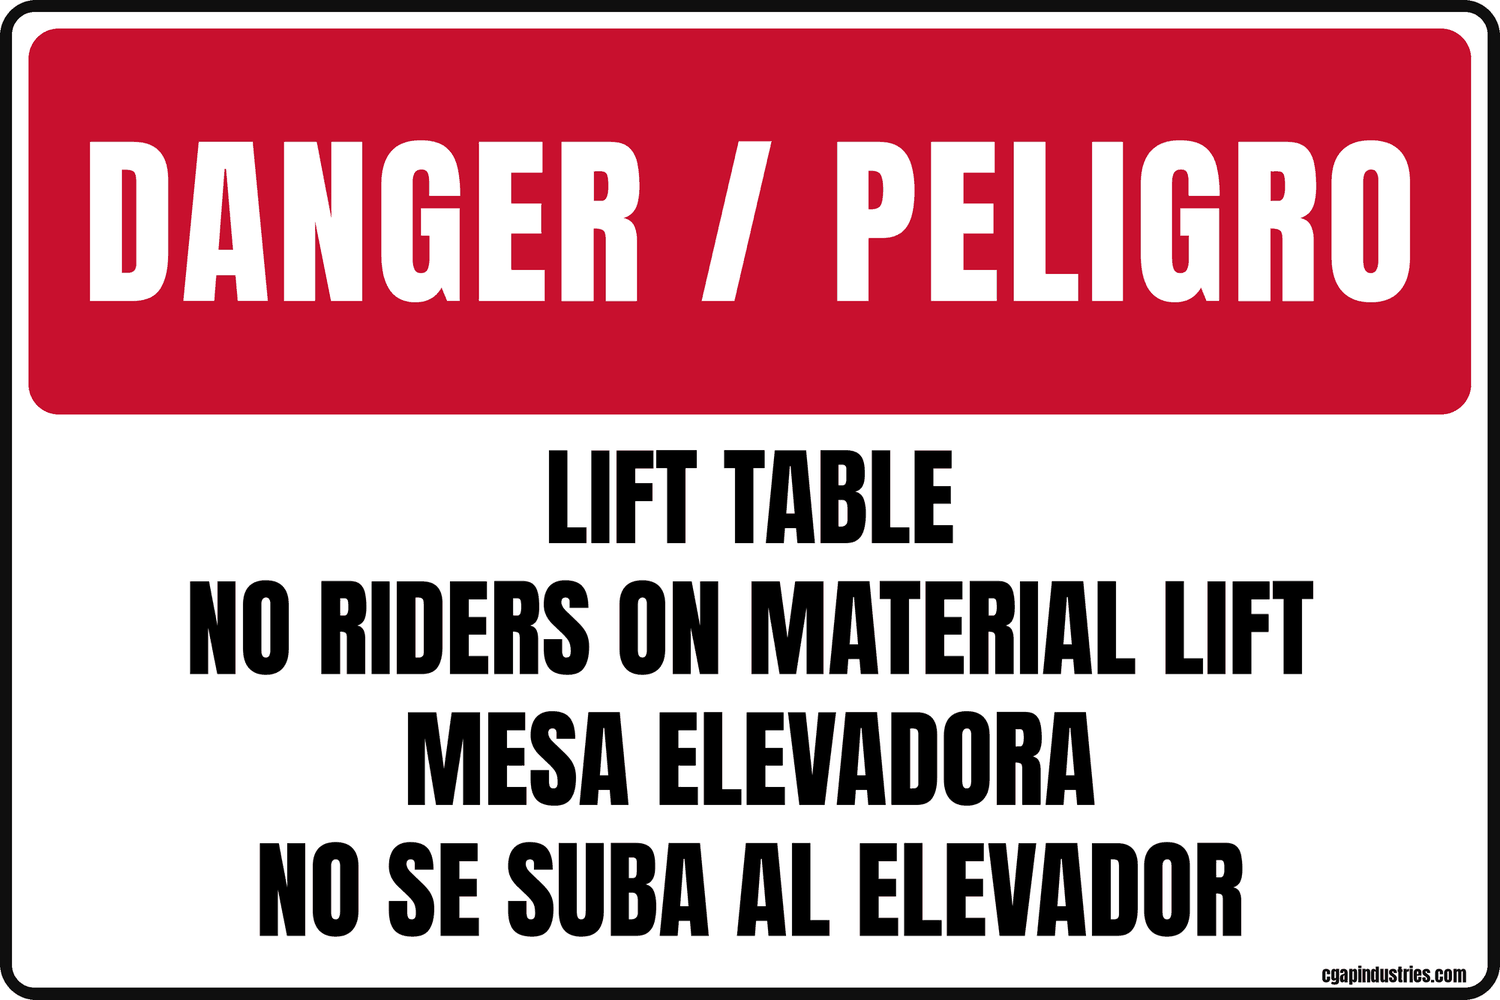 DANGER / PELIGRO
LIFT TABLE
NO RIDERS ON MATERIAL LIFT
MESA ELEVADORA
NO SE SUBA AL ELEVADOR
cgapindustries.com